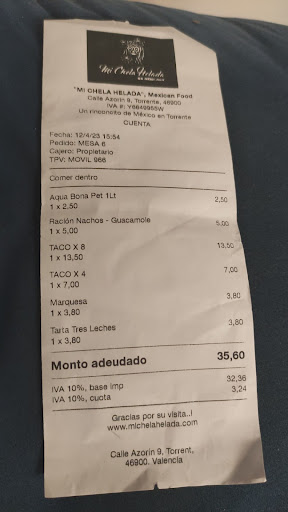 Mi Chela Helada
"MI CHELA HELADA", Mexican Food
Calle Azorin 9, Torrente, 46900
IVA #: Y8649955W
Un rinconcito de México en Torrente
CUENTA
Fecha: 12/4/23 15:54
Pedido: MESA 6
Cajero: Propietario
TPV: MOVIL 966
Comer dentro
Aqua Bona Pet 1Lt
1 x 2,50 2,50
Ración Nachos - Guacamole
1 x 5,00 5,00
TACO X 8
1 x 13,50 13,50
TACO X 4
1 x 7,00 7,00
Marquesa
1 x 3,80 3,80
Tarta Tres Leches
1 x 3,80 3,80
Monto adeudado 35,60
IVA 10%, base imp 32,36
IVA 10%, cuota 3,24
Gracias por su visita..!
www.michelahelada.com
Calle Azorin 9, Torrent,
46900. Valencia